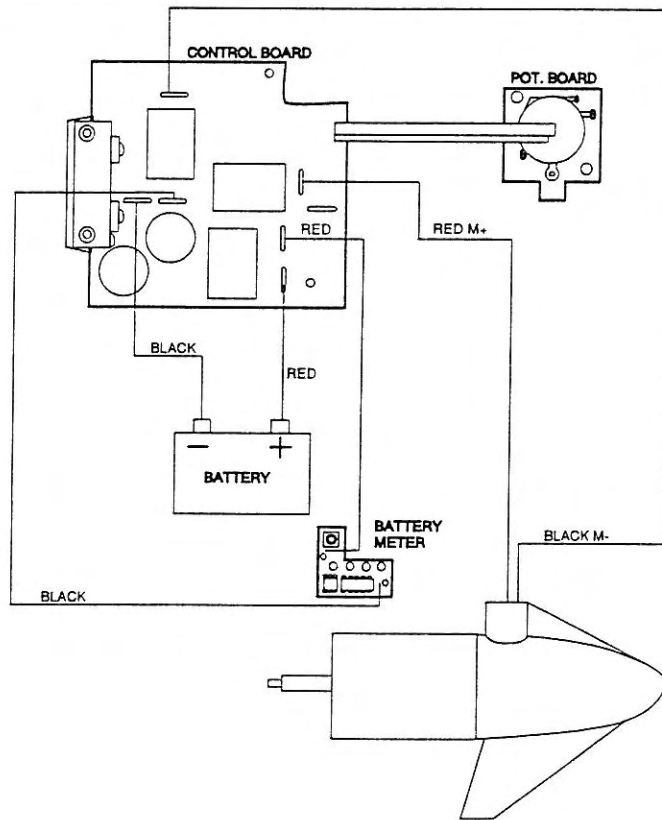 CONTROL BOARD
POT. BOARD
RED
RED M+
BLACK
RED
BATTERY
BATTERY
METER
BLACK M-
BLACK